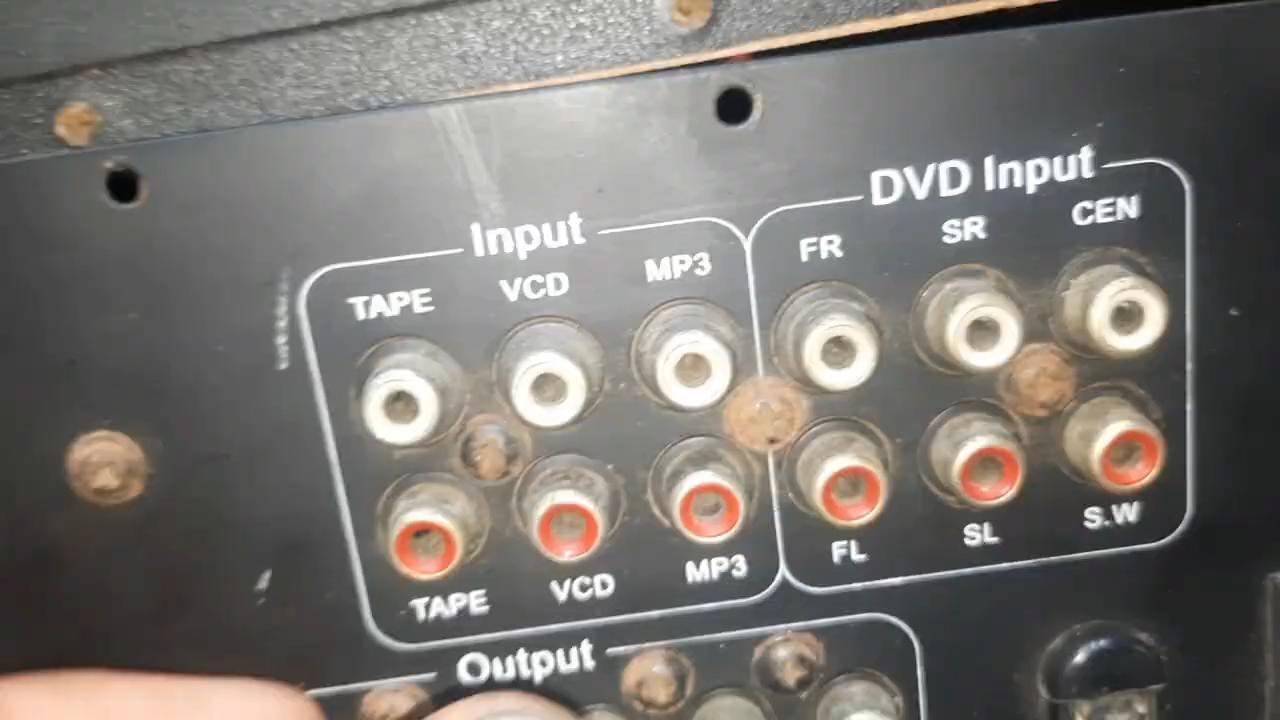 Input
TAPE VCD MP3
TAPE VCD MP3
DVD Input
FR SR CEN
FL SL S.W
Output